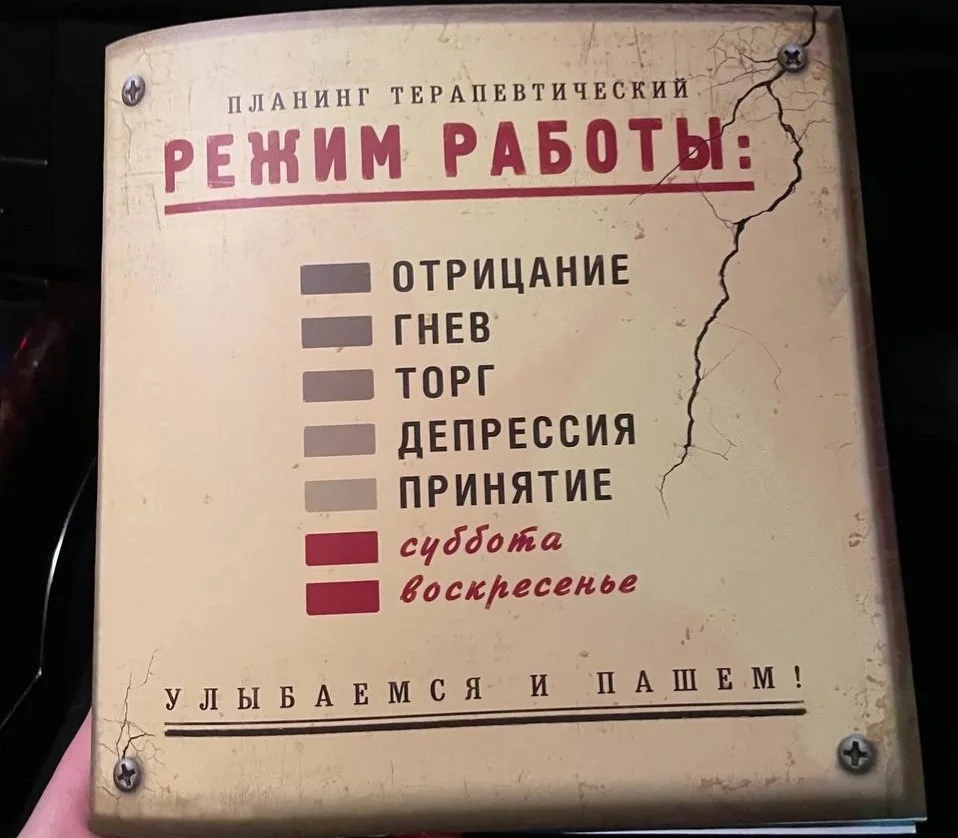 ПЛАНИНГ ТЕРАПЕВТИЧЕСКИЙ
РЕЖИМ РАБОТЫ:
ОТРИЦАНИЕ
ГНЕВ
ТОРГ
ДЕПРЕССИЯ
ПРИНЯТИЕ
суббота
воскресенье
УЛЫБАЕМСЯ И ПАШЕМ!